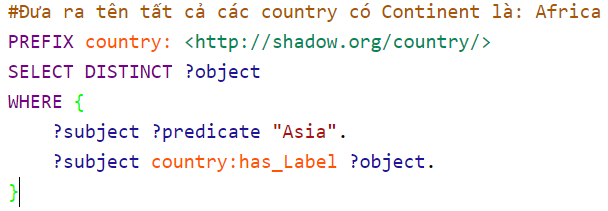 #Đưa ra tên tất cả các country có Continent là: Africa
PREFIX country: <http://shadow.org/country/>
SELECT DISTINCT ?object
WHERE {
    ?subject ?predicate "Asia".
    ?subject country:has_Label ?object.
}